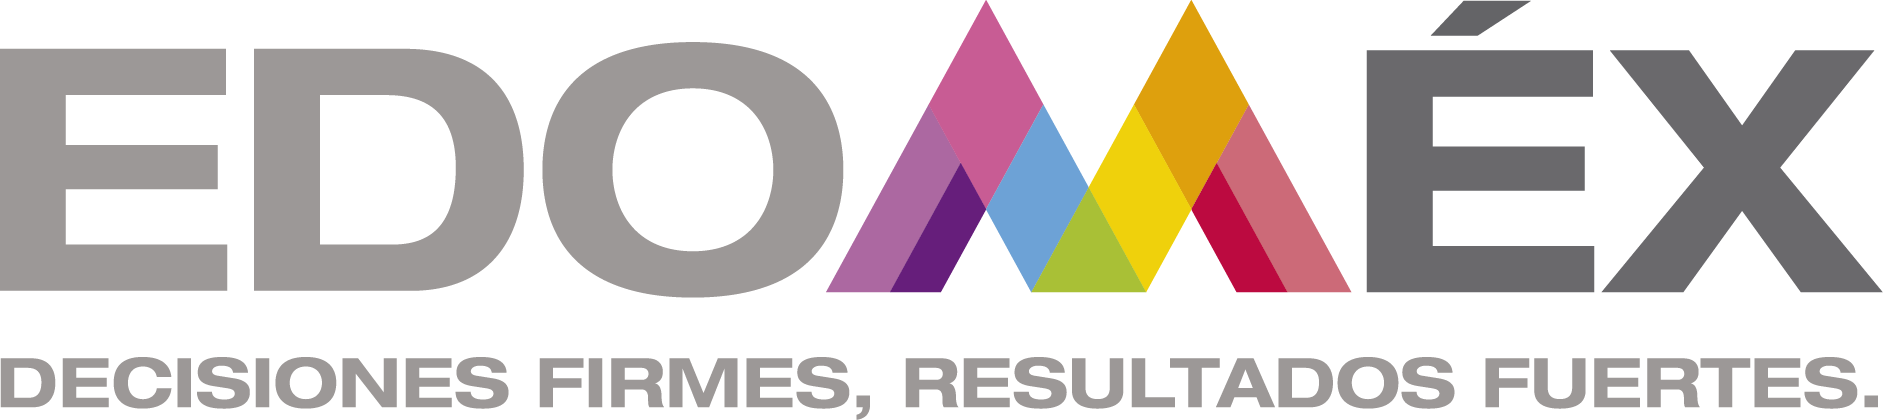 EDOMÉX
DECISIONES FIRMES, RESULTADOS FUERTES.